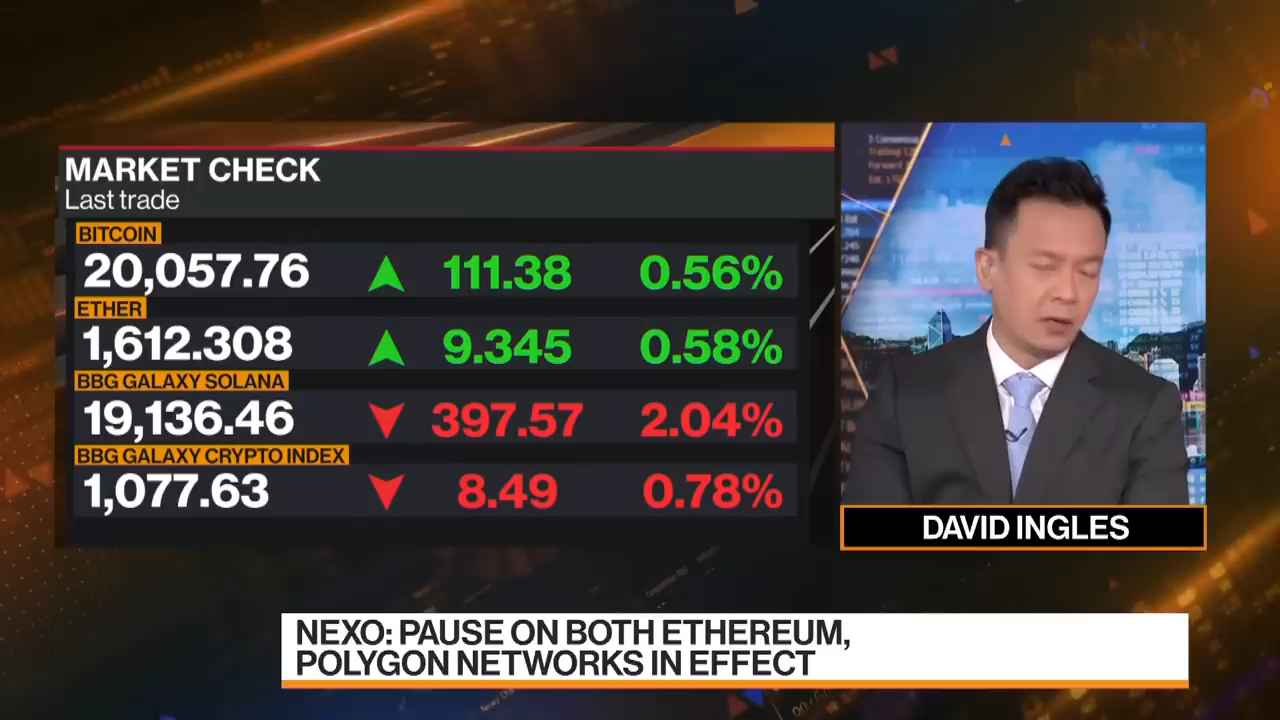 MARKET CHECK
Last trade
BITCOIN
20,057.76 ▲ 111.38 0.56%
ETHER
1,612.308 ▲ 9.345 0.58%
BBG GALAXY SOLANA
19,136.46 ▼ 397.57 2.04%
BBG GALAXY CRYPTO INDEX
1,077.63 ▼ 8.49 0.78%
DAVID INGLES
NEXO: PAUSE ON BOTH ETHEREUM,
POLYGON NETWORKS IN EFFECT